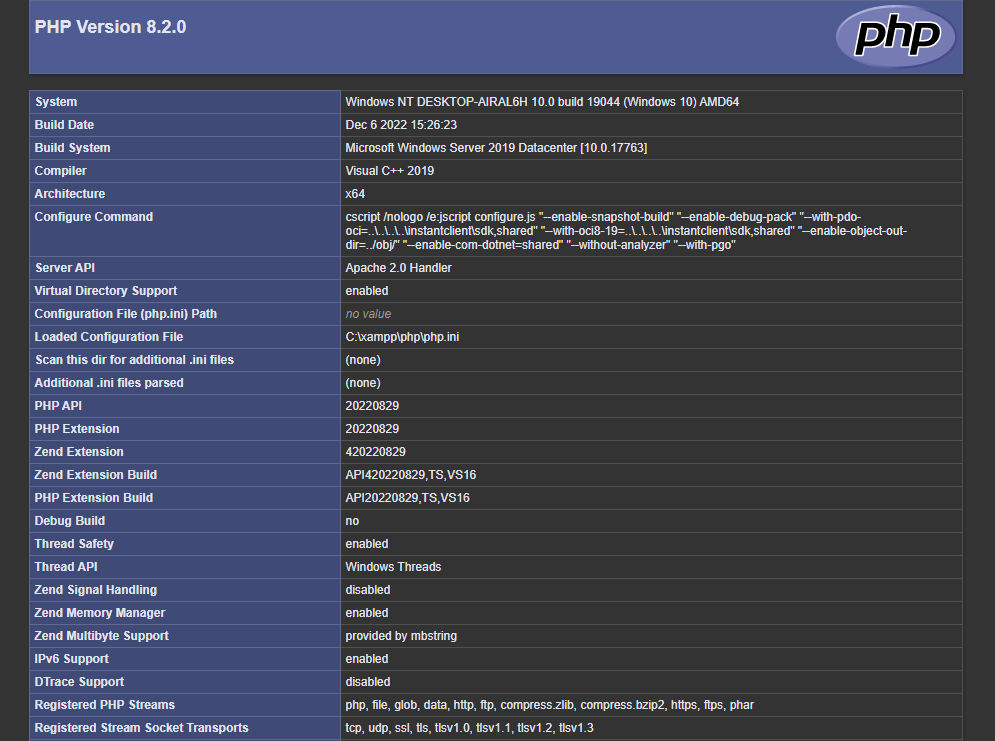 PHP Version 8.2.0
php
System Windows NT DESKTOP-AIRAL6H 10.0 build 19044 (Windows 10) AMD64
Build Date Dec 6 2022 15:26:23
Build System Microsoft Windows Server 2019 Datacenter [10.0.17763]
Compiler Visual C++ 2019
Architecture x64
Configure Command cscript /nologo /e:jscript configure.js "--enable-snapshot-build" "--enable-debug-pack" "--with-pdo-
oci=..\..\..\..\instantclient\sdk,shared" "--with-oci8-19=..\..\..\..\instantclient\sdk,shared" "--enable-object-out-
dir=../obj/" "--enable-com-dotnet=shared" "--without-analyzer" "--with-pgo"
Server API Apache 2.0 Handler
Virtual Directory Support enabled
Configuration File (php.ini) Path no value
Loaded Configuration File C:\xampp\php\php.ini
Scan this dir for additional .ini files (none)
Additional .ini files parsed (none)
PHP API 20220829
PHP Extension 20220829
Zend Extension 420220829
Zend Extension Build API420220829,TS,VS16
PHP Extension Build API20220829,TS,VS16
Debug Build no
Thread Safety enabled
Thread API Windows Threads
Zend Signal Handling disabled
Zend Memory Manager enabled
Zend Multibyte Support provided by mbstring
IPv6 Support enabled
DTrace Support disabled
Registered PHP Streams php, file, glob, data, http, ftp, compress.zlib, compress.bzip2, https, ftps, phar
Registered Stream Socket Transports tcp, udp, ssl, tls, tlsv1.0, tlsv1.1, tlsv1.2, tlsv1.3